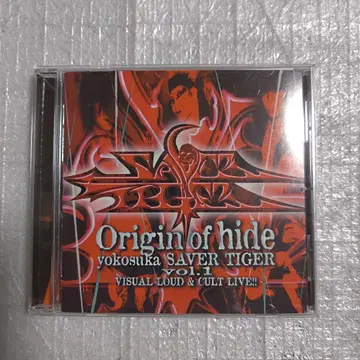 SAVER
TIGER
Origin of hide
yokosuka SAVER TIGER
vol.1
VISUAL LOUD & CULT LIVE!!